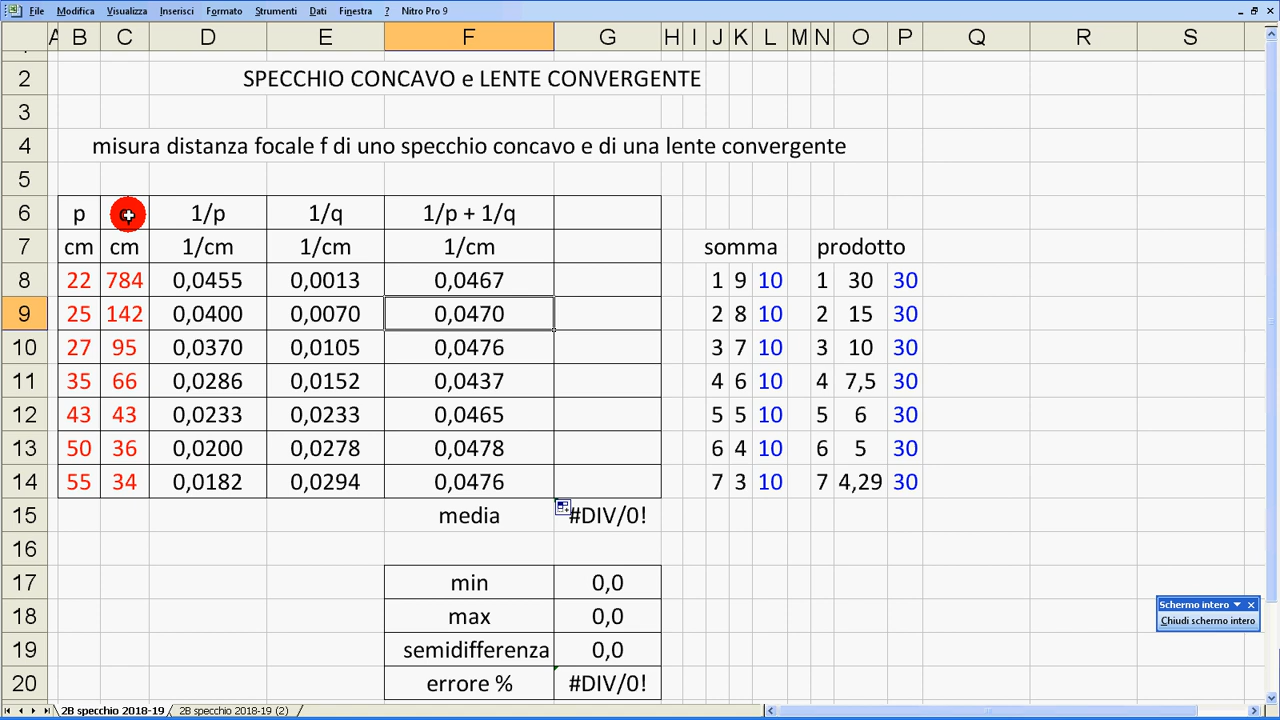 File Modifica Visualizza Inserisci Formato Strumenti Dati Finestra ? Nitro Pro 9
A B C D E F G H I J K L M N O P Q R S
2 SPECCHIO CONCAVO e LENTE CONVERGENTE
3
4 misura distanza focale f di uno specchio concavo e di una lente convergente
5
6 p 1/p 1/q 1/p + 1/q
7 cm cm 1/cm 1/cm 1/cm somma prodotto
8 22 784 0,0455 0,0013 0,0467 1 9 10 1 30 30
9 25 142 0,0400 0,0070 0,0470 2 8 10 2 15 30
10 27 95 0,0370 0,0105 0,0476 3 7 10 3 10 30
11 35 66 0,0286 0,0152 0,0437 4 6 10 4 7,5 30
12 43 43 0,0233 0,0233 0,0465 5 5 10 5 6 30
13 50 36 0,0200 0,0278 0,0478 6 4 10 6 5 30
14 55 34 0,0182 0,0294 0,0476 7 3 10 7 4,29 30
15 media #DIV/0!
16
17 min 0,0
18 max 0,0
Schermo intero
Chiudi schermo intero
19 semidifferenza 0,0
20 errore % #DIV/0!
2B specchio 2018-19 2B specchio 2018-19 (2)